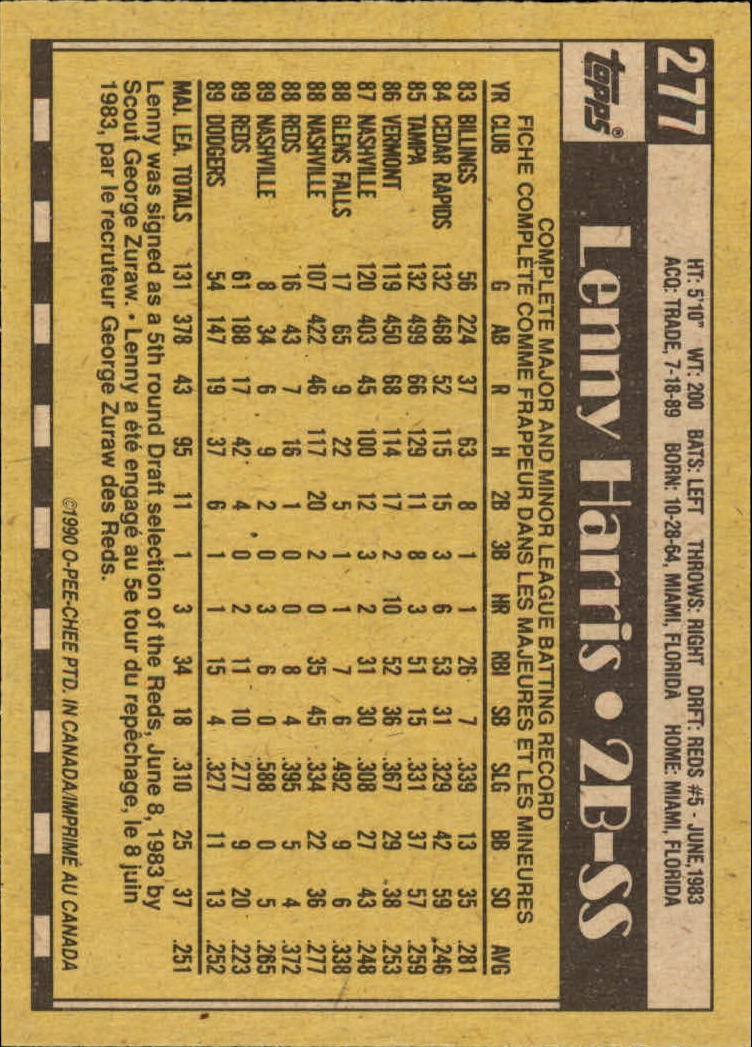 277
HT: 5'10" WT: 200 BATS: LEFT THROWS: RIGHT DRFT: REDS #5 - JUNE, 1983
ACQ: TRADE, 7-18-89 BORN: 10-28-64, MIAMI, FLORIDA HOME: MIAMI, FLORIDA
topps®
Lenny Harris • 2B-SS
COMPLETE MAJOR AND MINOR LEAGUE BATTING RECORD
FICHE COMPLETE COMME FRAPPEUR DANS LES MAJEURES ET LES MINEURES
YR CLUB G AB R H 2B 3B HR RBI SB SLG BB SO AVG
83 BILLINGS 56 224 37 63 8 1 1 26 7 .339 13 35 .281
84 CEDAR RAPIDS 132 468 52 115 15 3 6 53 31 .329 42 59 .246
85 TAMPA 132 499 66 129 11 8 3 51 15 .331 37 57 .259
86 VERMONT 119 450 68 114 17 2 10 52 36 .367 29 38 .253
87 NASHVILLE 120 403 45 100 12 3 2 31 30 .308 27 43 .248
88 GLENS FALLS 17 65 9 22 5 1 1 7 6 .492 9 6 .338
88 NASHVILLE 107 422 46 117 20 2 0 35 45 .334 22 36 .277
88 REDS 16 43 7 16 1 0 0 8 4 .395 5 4 .372
89 NASHVILLE 8 34 6 9 2 0 3 6 0 .588 0 5 .265
89 REDS 61 188 17 42 4 0 2 11 10 .277 9 20 .223
89 DODGERS 54 147 19 37 6 1 1 15 4 .327 11 13 .252
MAJ. LEA. TOTALS 131 378 43 95 11 1 3 34 18 .310 25 37 .251
Lenny was signed as a 5th round Draft selection of the Reds, June 8, 1983 by
Scout George Zuraw. • Lenny a été engagé au 5e tour du repêchage, le 8 juin
1983, par le recruteur George Zuraw des Reds.
©1990 O-PEE-CHEE PTD. IN CANADA/IMPRIMÉ AU CANADA